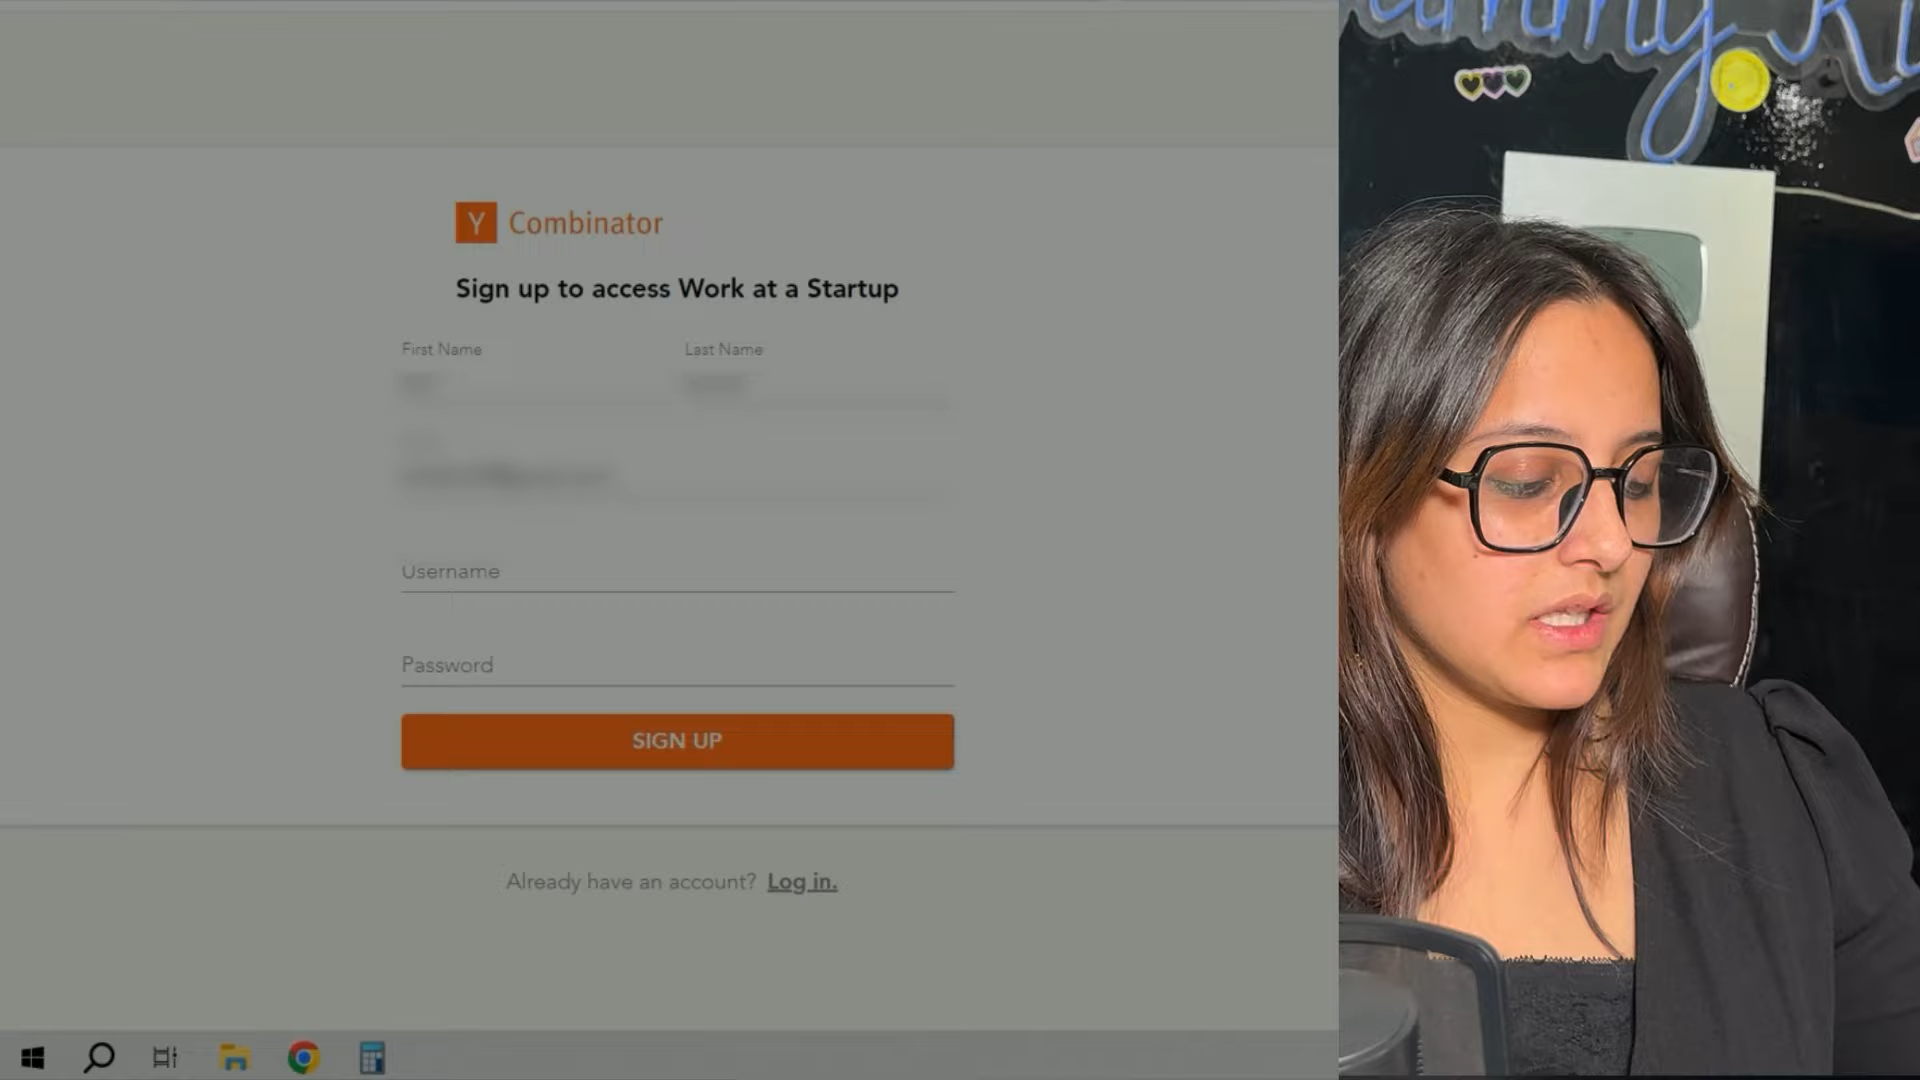 Y Combinator
Sign up to access Work at a Startup
First Name Last Name
Username
Password
SIGN UP
Already have an account? Log in.